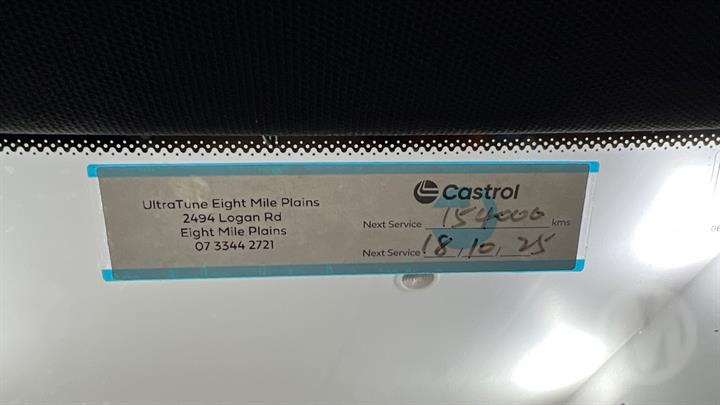 UltraTune Eight Mile Plains
2494 Logan Rd
Eight Mile Plains
07 3344 2721
Castrol
Next Service 154000 kms
Next Service 18, 10, 25